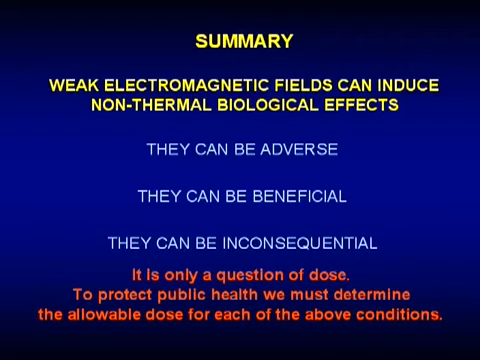 SUMMARY
WEAK ELECTROMAGNETIC FIELDS CAN INDUCE
NON-THERMAL BIOLOGICAL EFFECTS
THEY CAN BE ADVERSE
THEY CAN BE BENEFICIAL
THEY CAN BE INCONSEQUENTIAL
It is only a question of dose.
To protect public health we must determine
the allowable dose for each of the above conditions.